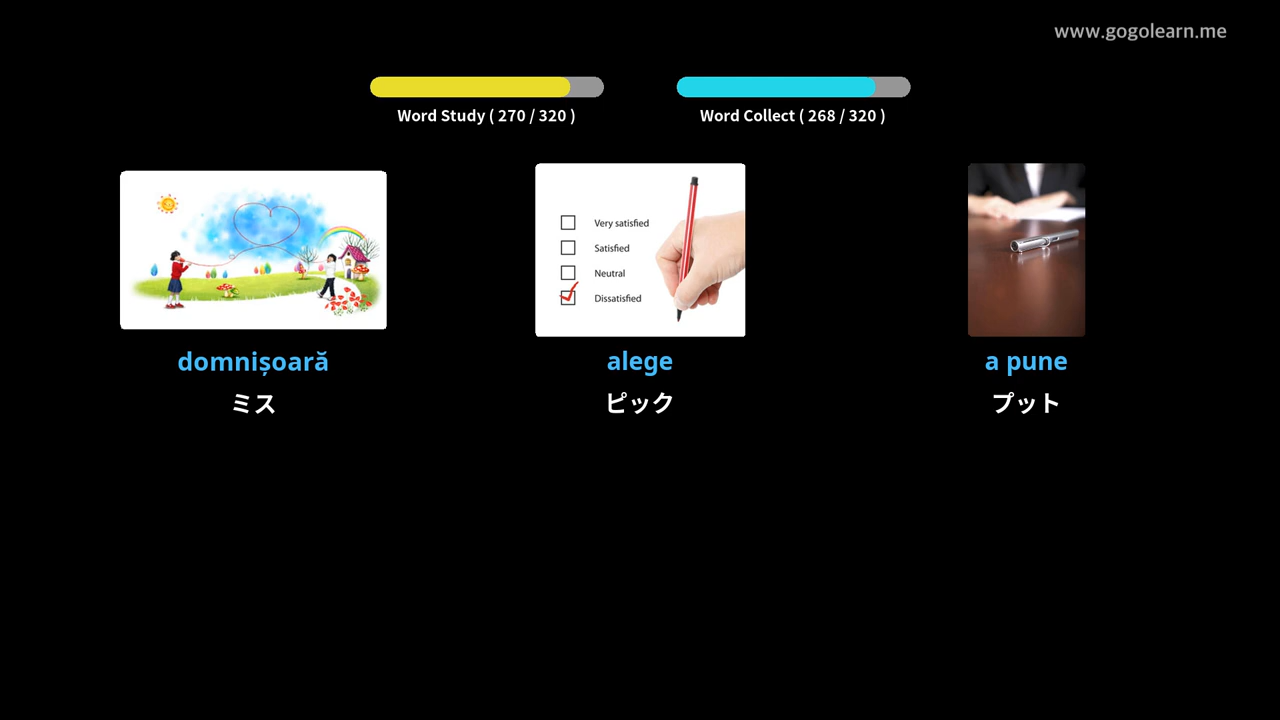 www.gogolearn.me
Word Study ( 270 / 320 )
Word Collect ( 268 / 320 )
Very satisfied
Satisfied
Neutral
Dissatisfied
domnișoară
alege
a pune
ミス
ピック
プット